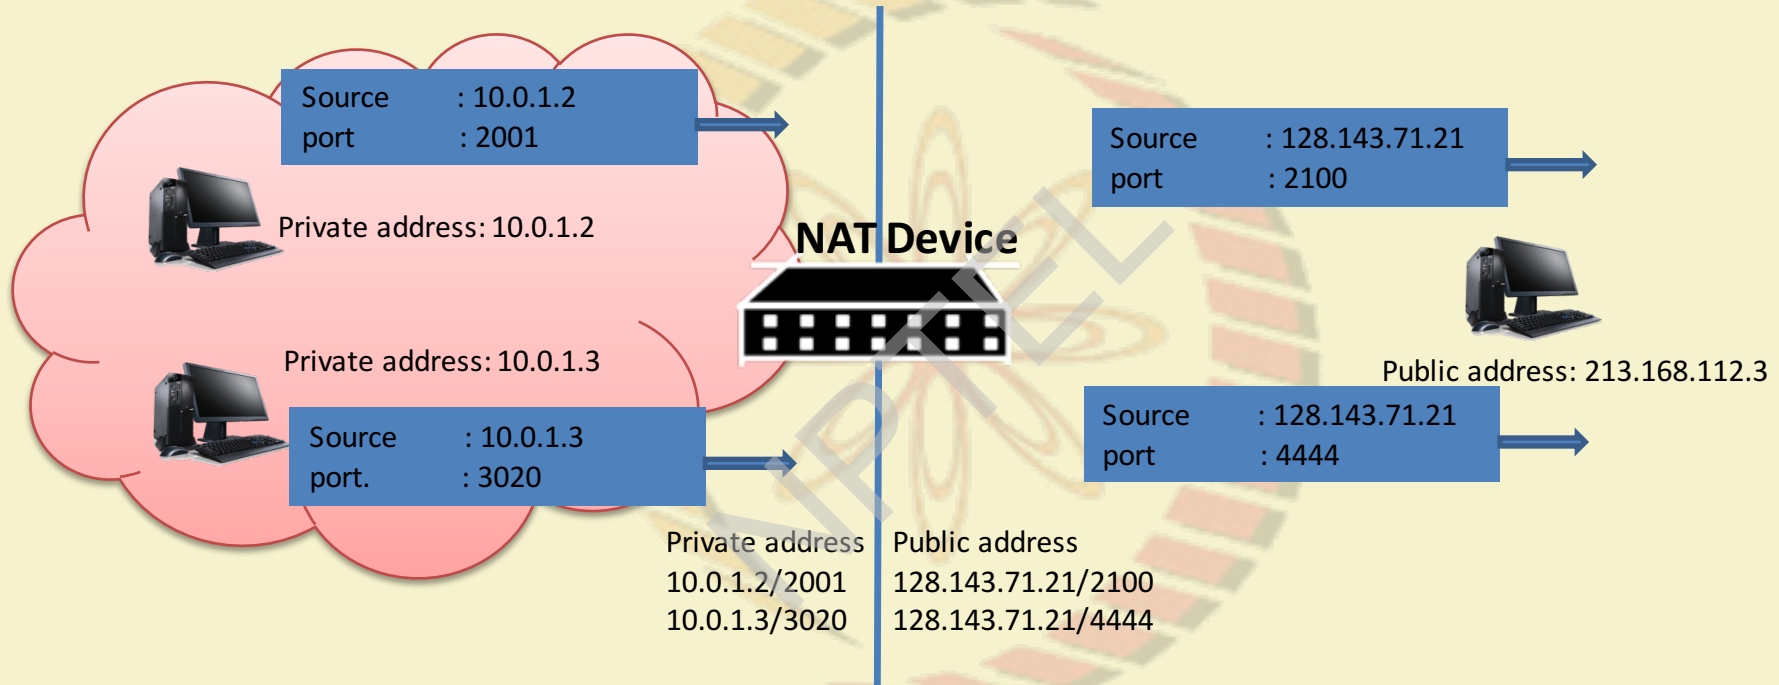 Source : 10.0.1.2
port : 2001
Private address: 10.0.1.2
Private address: 10.0.1.3
Source : 10.0.1.3
port. : 3020
NAT Device
Source : 128.143.71.21
port : 2100
Public address: 213.168.112.3
Source : 128.143.71.21
port : 4444
Private address Public address
10.0.1.2/2001 128.143.71.21/2100
10.0.1.3/3020 128.143.71.21/4444
NPTEL